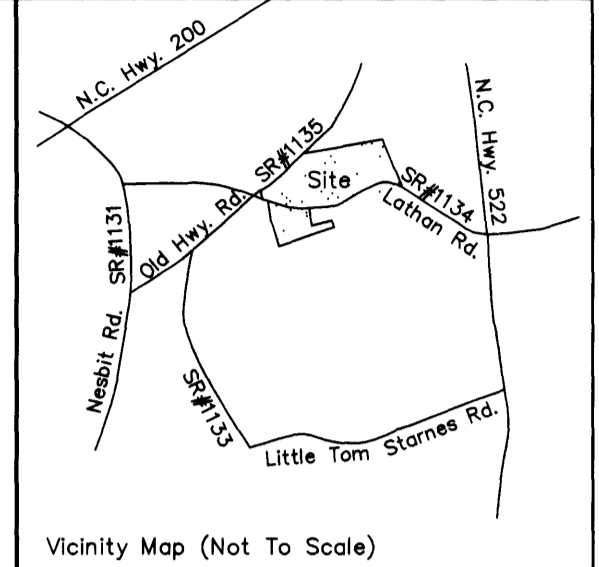 N.C. Hwy. 200
SR#1135
N.C. Hwy. 522
Site
SR#1134
Lathan Rd.
SR#1131
Old Hwy. Rd.
Nesbit Rd.
SR#1133
Little Tom Starnes Rd.
Vicinity Map (Not To Scale)